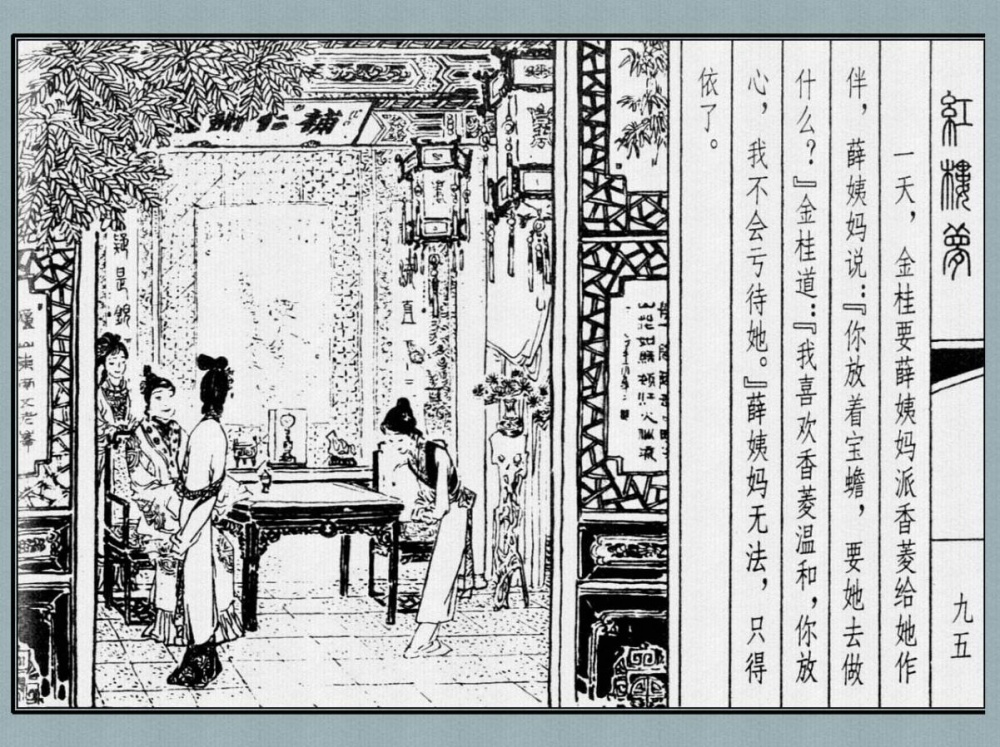 紅樓夢
九五
一天，金桂要薛姨妈派香菱给她作
伴，薛姨妈说：『你放着宝蟾，要她去做
什么？』金桂道：『我喜欢香菱温和，你放
心，我不会亏待她。』薛姨妈无法，只得
依了。